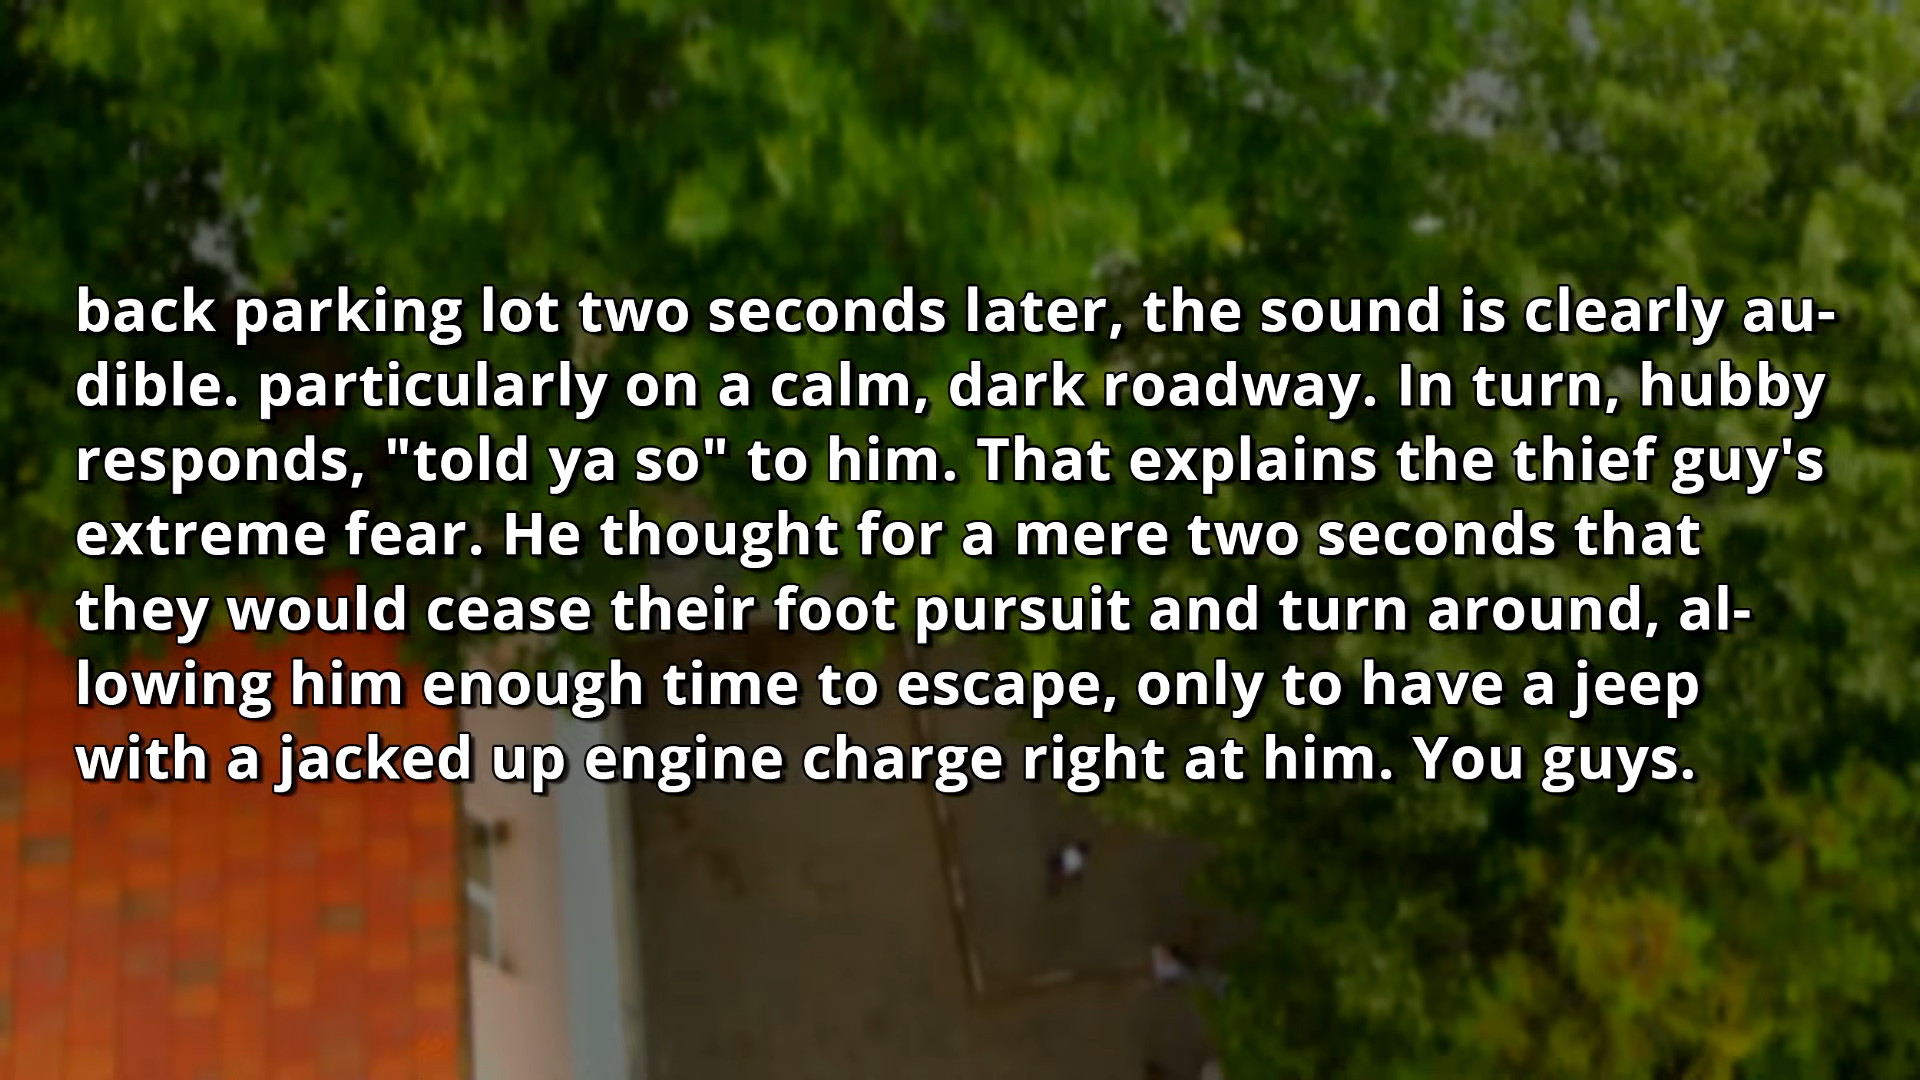 back parking lot two seconds later, the sound is clearly au-
dible. particularly on a calm, dark roadway. In turn, hubby
responds, "told ya so" to him. That explains the thief guy's
extreme fear. He thought for a mere two seconds that
they would cease their foot pursuit and turn around, al-
lowing him enough time to escape, only to have a jeep
with a jacked up engine charge right at him. You guys.